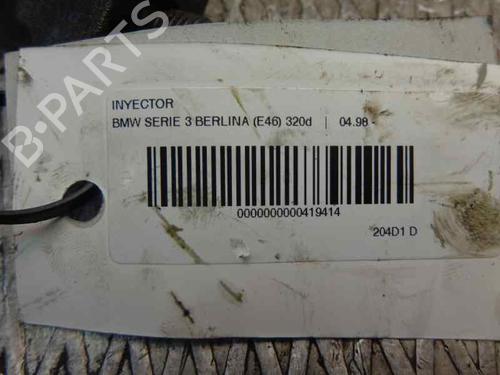 B-PARTS
INYECTOR
BMW SERIE 3 BERLINA (E46) 320d | 04.98 -
0000000000419414
204D1 D